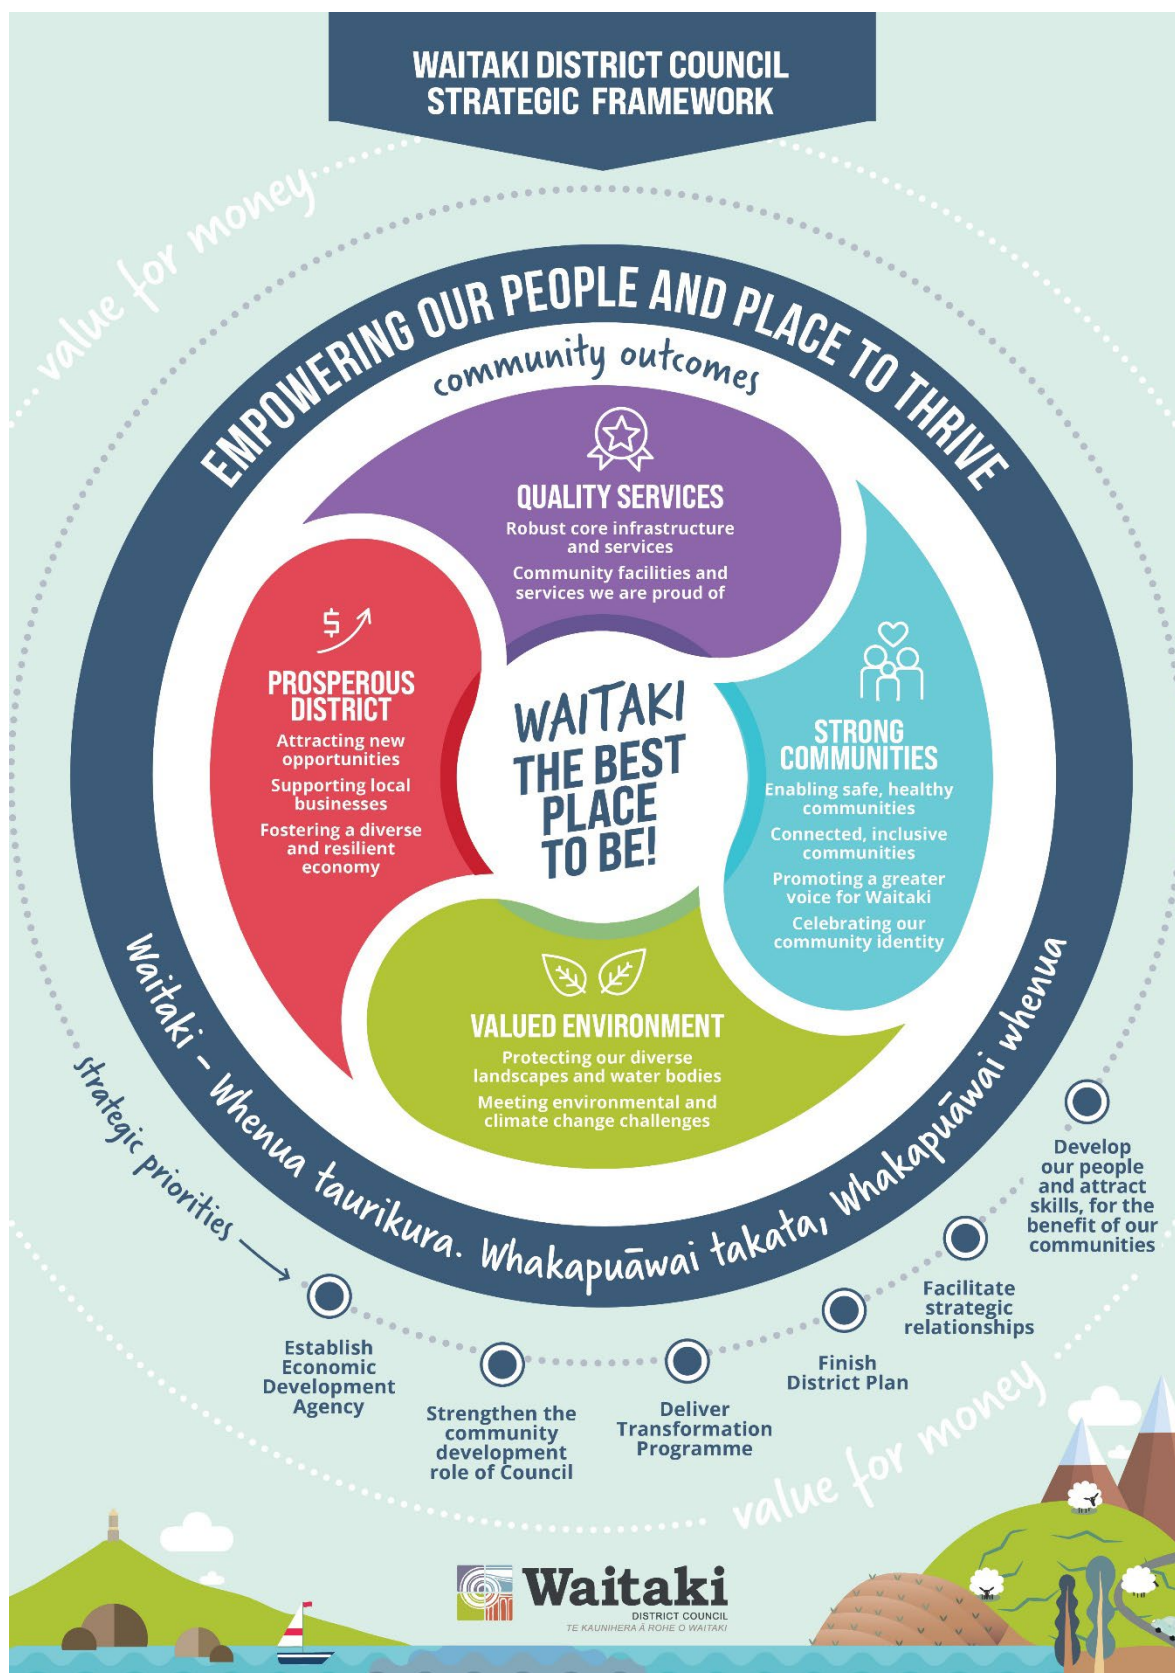 WAITAKI DISTRICT COUNCIL
STRATEGIC FRAMEWORK
value for money
EMPOWERING OUR PEOPLE AND PLACE TO THRIVE
community outcomes
QUALITY SERVICES
Robust core infrastructure
and services
Community facilities and
services we are proud of
PROSPEROUS
DISTRICT
Attracting new
opportunities
Supporting local
businesses
Fostering a diverse
and resilient
economy
WAITAKI
THE BEST
PLACE
TO BE!
STRONG
COMMUNITIES
Enabling safe, healthy
communities
Connected, inclusive
communities
Promoting a greater
voice for Waitaki
Celebrating our
community identity
VALUED ENVIRONMENT
Protecting our diverse
landscapes and water bodies
Meeting environmental and
climate change challenges
Waitaki - Whenua taurikura. Whakapuāwai takata, Whakapuāwai whenua
strategic priorities
Establish
Economic
Development
Agency
Strengthen the
community
development
role of Council
Deliver
Transformation
Programme
Finish
District Plan
Facilitate
strategic
relationships
Develop
our people
and attract
skills, for the
benefit of our
communities
value for money
Waitaki
DISTRICT COUNCIL
TE KAUNIHERA Ā ROHE O WAITAKI